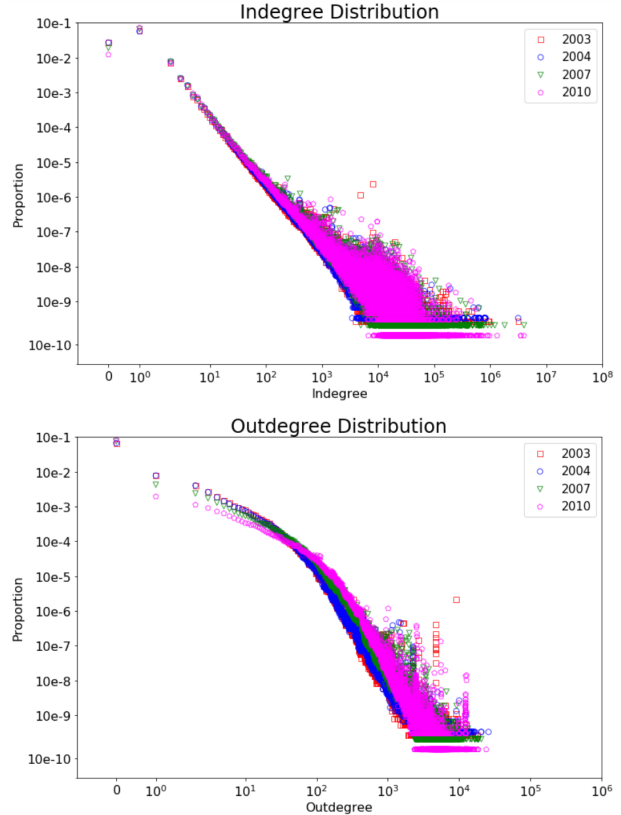 Indegree Distribution
10e-1
10e-2
10e-3
10e-4
10e-5
10e-6
10e-7
10e-8
10e-9
10e-10
Proportion
2003
2004
2007
2010
0 10^0 10^1 10^2 10^3 10^4 10^5 10^6 10^7 10^8
Indegree
Outdegree Distribution
10e-1
10e-2
10e-3
10e-4
10e-5
10e-6
10e-7
10e-8
10e-9
10e-10
Proportion
2003
2004
2007
2010
0 10^0 10^1 10^2 10^3 10^4 10^5 10^6
Outdegree